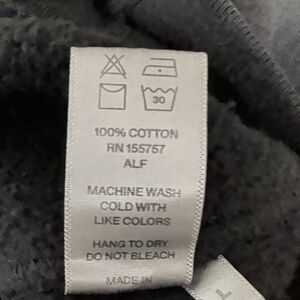 30
100% COTTON
RN 155757
ALF
MACHINE WASH
COLD WITH
LIKE COLORS
HANG TO DRY
DO NOT BLEACH
MADE IN
L